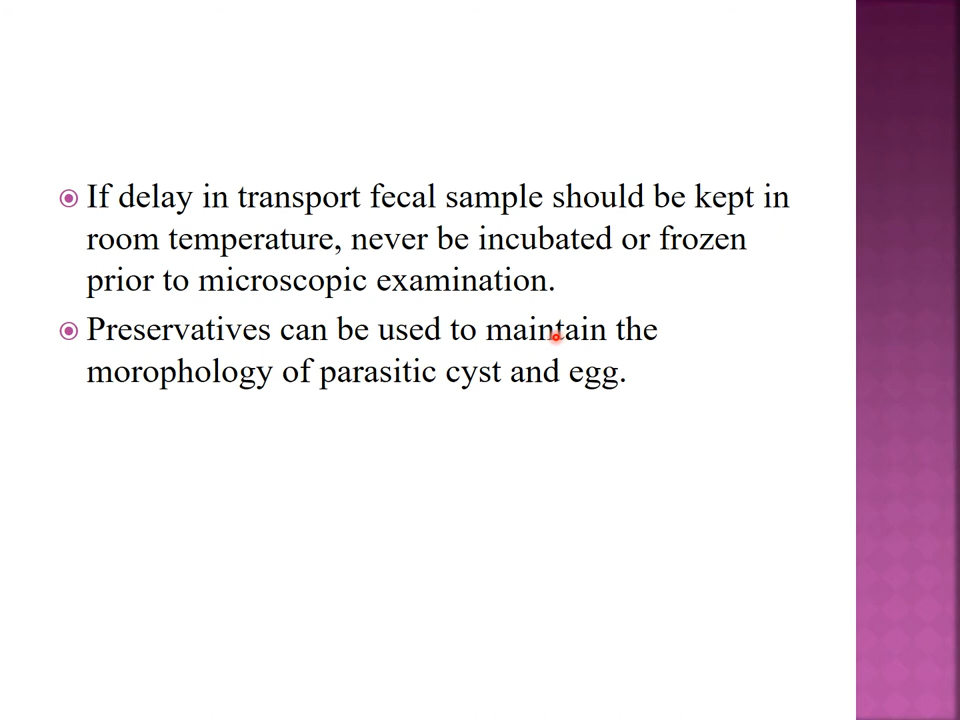 If delay in transport fecal sample should be kept in
room temperature, never be incubated or frozen
prior to microscopic examination.
Preservatives can be used to maintain the
morophology of parasitic cyst and egg.